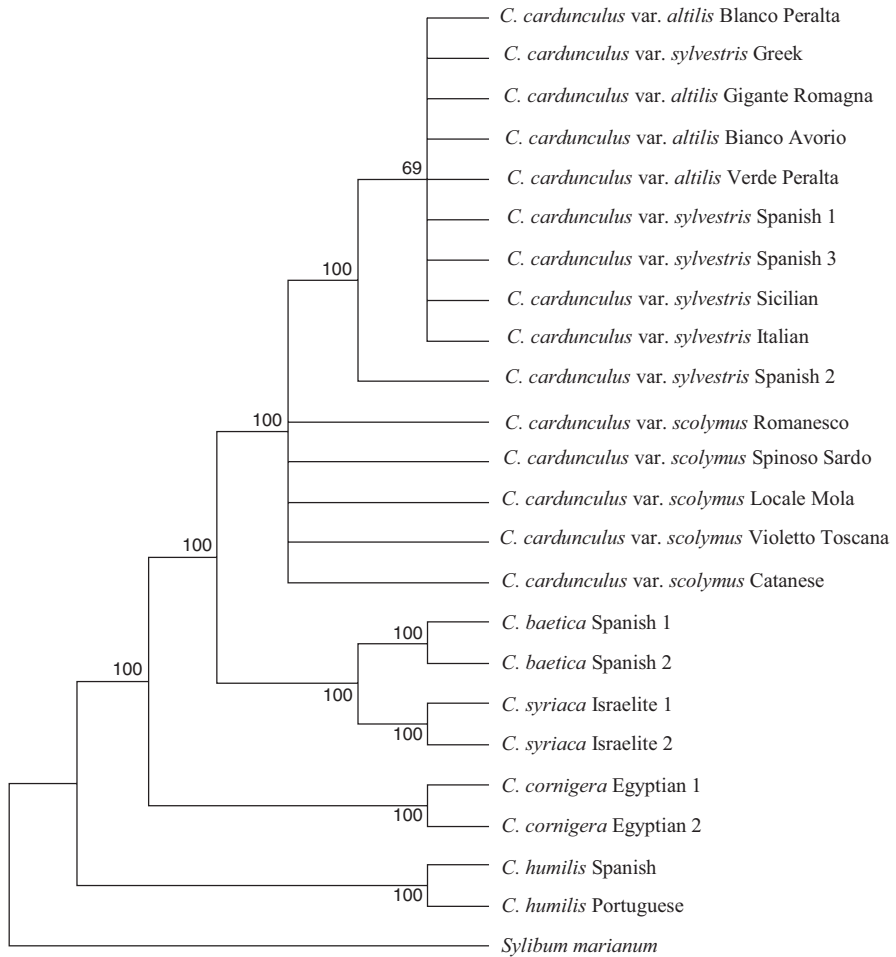 C. cardunculus var. altilis Blanco Peralta
C. cardunculus var. sylvestris Greek
C. cardunculus var. altilis Gigante Romagna
C. cardunculus var. altilis Bianco Avorio
69
C. cardunculus var. altilis Verde Peralta
C. cardunculus var. sylvestris Spanish 1
C. cardunculus var. sylvestris Spanish 3
100
C. cardunculus var. sylvestris Sicilian
C. cardunculus var. sylvestris Italian
C. cardunculus var. sylvestris Spanish 2
100
C. cardunculus var. scolymus Romanesco
C. cardunculus var. scolymus Spinoso Sardo
C. cardunculus var. scolymus Locale Mola
100
C. cardunculus var. scolymus Violetto Toscana
C. cardunculus var. scolymus Catanese
C. baetica Spanish 1
100
C. baetica Spanish 2
100
100
C. syriaca Israelite 1
100
C. syriaca Israelite 2
C. cornigera Egyptian 1
100
C. cornigera Egyptian 2
C. humilis Spanish
100
C. humilis Portuguese
Sylibum marianum